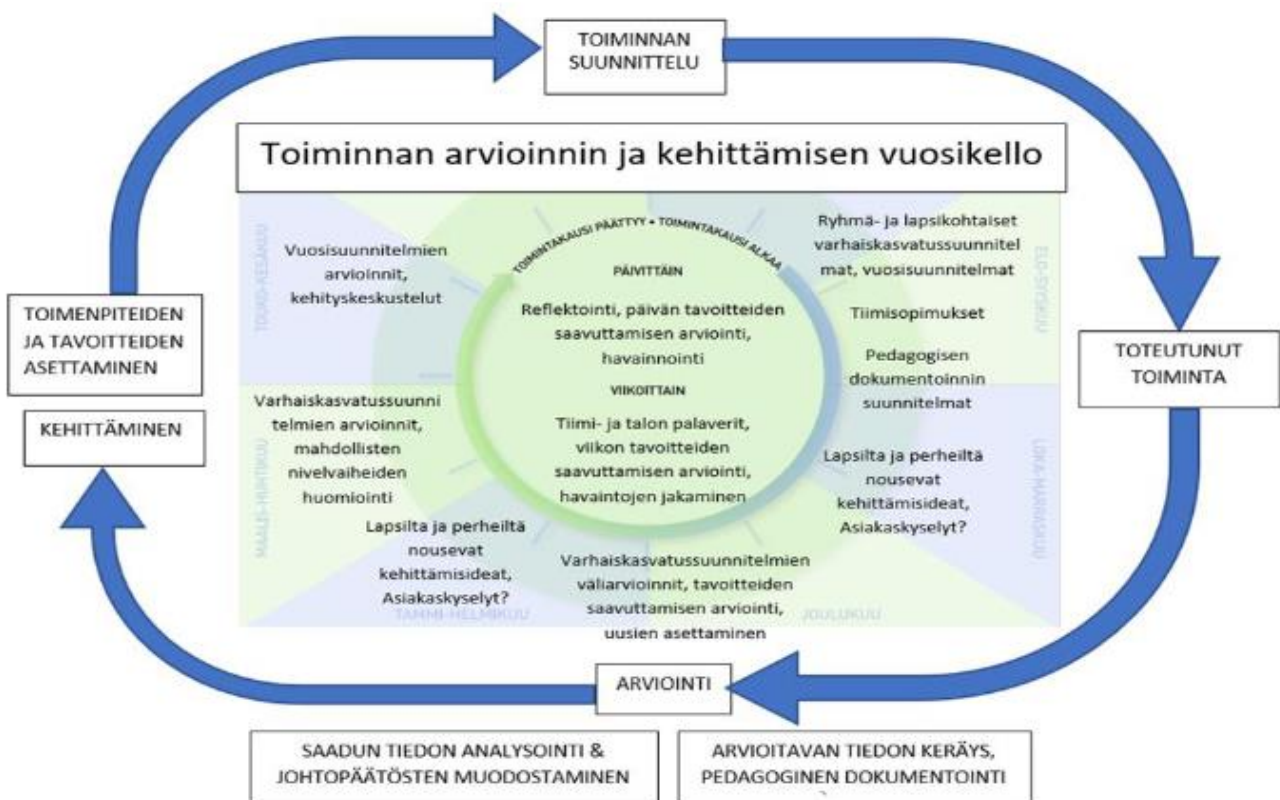 TOIMINNAN
SUUNNITTELU
Toiminnan arvioinnin ja kehittämisen vuosikello
TOIMINTAKAUSI PÄÄTTYY • TOIMINTAKAUSI ALKAA
PÄIVITTÄIN
Reflektointi, päivän tavoitteiden
saavuttamisen arviointi,
havainnointi
VIIKOITTAIN
Tiimi- ja talon palaverit,
viikon tavoitteiden
saavuttamisen arviointi,
havaintojen jakaminen
ELO-SYYSKUU
Ryhmä- ja lapsikohtaiset
varhaiskasvatussuunnitel
mat, vuosisuunnitelmat
Tiimisopimukset
Pedagogisen
dokumentoinnin
suunnitelmat
LOKA-MARRASKUU
Lapsilta ja perheiltä
nousevat
kehittämisideat,
Asiakaskyselyt?
Varhaiskasvatussuunnitelmien
väliarvioinnit, tavoitteiden
saavuttamisen arviointi,
uusien asettaminen
JOULUKUU
Lapsilta ja perheiltä
nousevat
kehittämisideat,
Asiakaskyselyt?
TAMMI-HELMIKUU
Varhaiskasvatussuunni
telmien arvioinnit,
mahdollisten
nivelvaiheiden
huomiointi
MAALIS-HUHTIKUU
Vuosisuunnitelmien
arvioinnit,
kehityskeskustelut
TOUKO-KESÄKUU
TOTEUTUNUT
TOIMINTA
ARVIOINTI
ARVIOITAVAN TIEDON KERÄYS,
PEDAGOGINEN DOKUMENTOINTI
SAADUN TIEDON ANALYSOINTI &
JOHTOPÄÄTÖSTEN MUODOSTAMINEN
KEHITTÄMINEN
TOIMENPITEIDEN
JA TAVOITTEIDEN
ASETTAMINEN